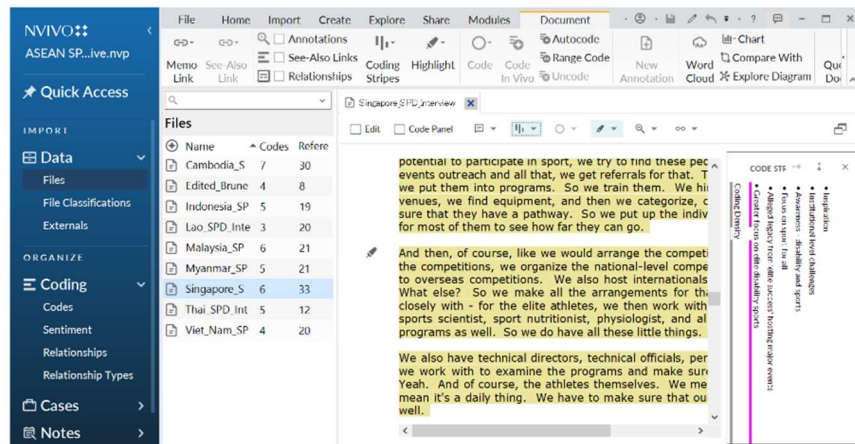 NVIVO
ASEAN SP...ive.nvp
Quick Access
IMPORT
Data
Files
File Classifications
Externals
ORGANIZE
Coding
Codes
Sentiment
Relationships
Relationship Types
Cases
Notes
File Home Import Create Explore Share Modules Document
Memo Link
See-Also Link
Annotations
See-Also Links
Relationships
Coding Stripes
Highlight
Code
Code In Vivo
Autocode
Range Code
Uncode
New Annotation
Word Cloud
Chart
Compare With
Explore Diagram
Files
Name Codes Refere
Cambodia_S 7 30
Edited_Brune 4 8
Indonesia_SP 5 19
Lao_SPD_Inte 3 20
Malaysia_SP 6 21
Myanmar_SP 5 21
Singapore_S 6 33
Thai_SPD_Int 5 12
Viet_Nam_SP 4 20
Singapore_SPD_Interview
Edit Code Panel
potential to participate in sport, we try to find these pec
events outreach and all that, we get referrals for that. T
we put them into programs. So we train them. We hi
venues, we find equipment, and then we categorize, c
sure that they have a pathway. So we put up the indiv
for most of them to see how far they can go.
And then, of course, like we would arrange the competi
the competitions, we organize the national-level compe
to overseas competitions. We also host internationals
What else? So we make all the arrangements for tha
closely with - for the elite athletes, we then work with
sports scientist, sport nutritionist, physiologist, and al
programs as well. So we do have all these little things.
We also have technical directors, technical officials, per
we work with to examine the programs and make sure
Yeah. And of course, the athletes themselves. We me
mean it's a daily thing. We have to make sure that ou
well.
CODE STF
Coding Density
Greater focus on elite disability sports
Alleged legacy from 'elite success' hosting major events
Focus on sport for all
Awareness - disability and sports
Institutional level challenges
Inspiration